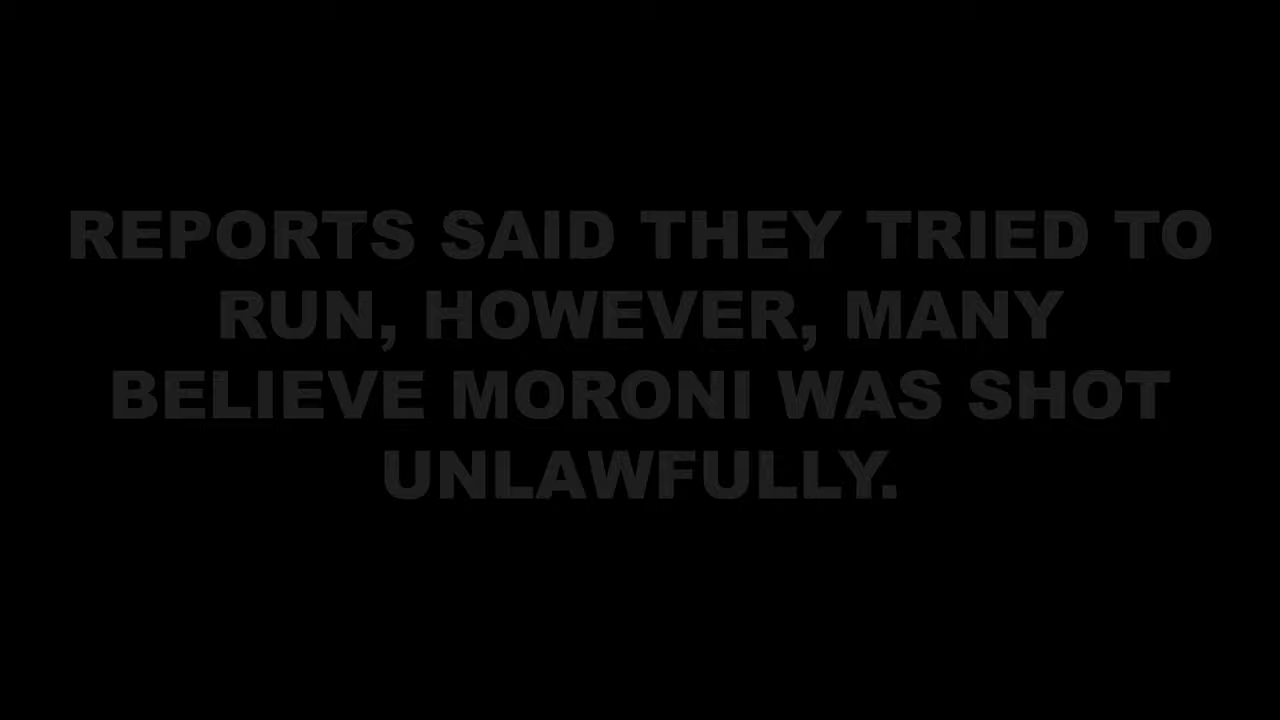 REPORTS SAID THEY TRIED TO
RUN, HOWEVER, MANY
BELIEVE MORONI WAS SHOT
UNLAWFULLY.